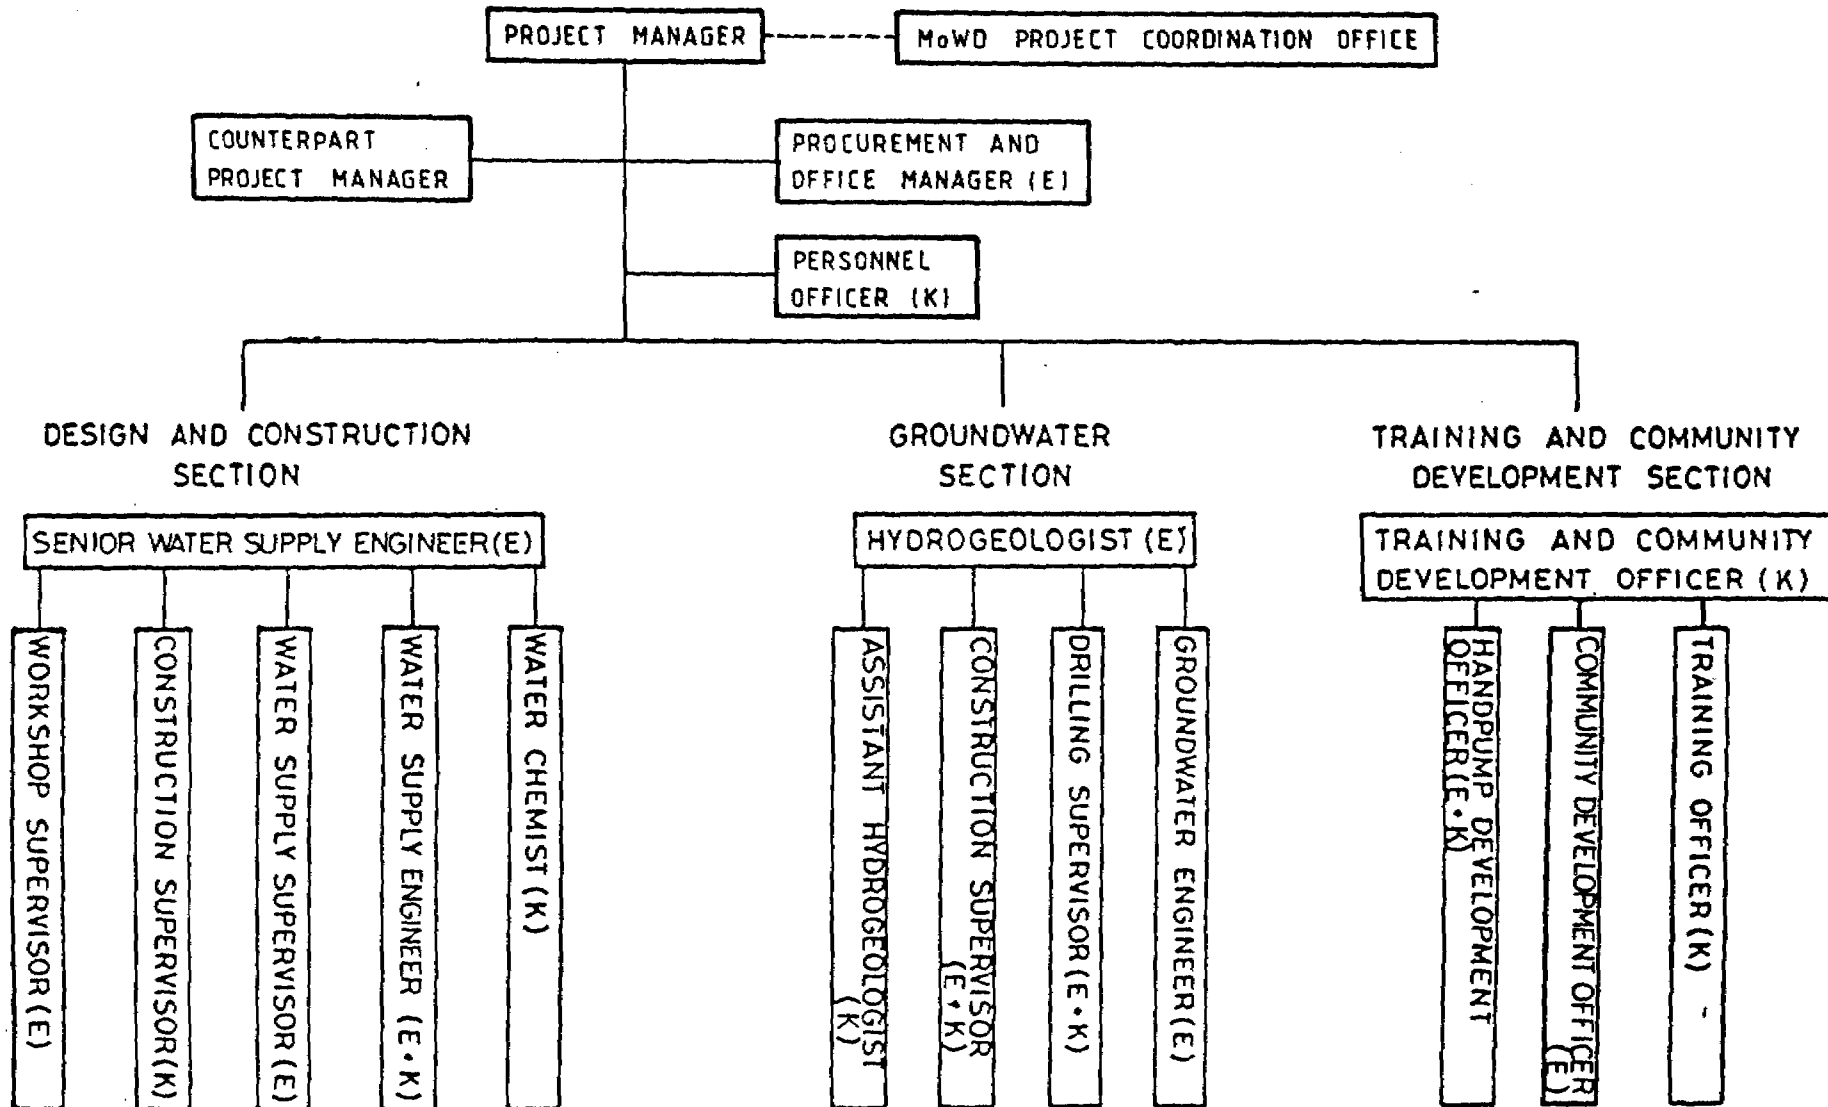 PROJECT MANAGER
MoWD PROJECT COORDINATION OFFICE
COUNTERPART
PROJECT MANAGER
PROCUREMENT AND
OFFICE MANAGER (E)
PERSONNEL
OFFICER (K)
DESIGN AND CONSTRUCTION
SECTION
GROUNDWATER
SECTION
TRAINING AND COMMUNITY
DEVELOPMENT SECTION
SENIOR WATER SUPPLY ENGINEER(E)
HYDROGEOLOGIST (E)
TRAINING AND COMMUNITY
DEVELOPMENT OFFICER (K)
WORKSHOP SUPERVISOR(E)
CONSTRUCTION SUPERVISOR(K)
WATER SUPPLY SUPERVISOR(E)
WATER SUPPLY ENGINEER (E+K)
WATER CHEMIST(K)
ASSISTANT HYDROGEOLOGIST
(K)
CONSTRUCTION SUPERVISOR
(E+K)
DRILLING SUPERVISOR(E+K)
GROUNDWATER ENGINEER(E)
HANDPUMP DEVELOPMENT
OFFICER(E+K)
COMMUNITY DEVELOPMENT OFFICER
(E)
TRAINING OFFICER(K)